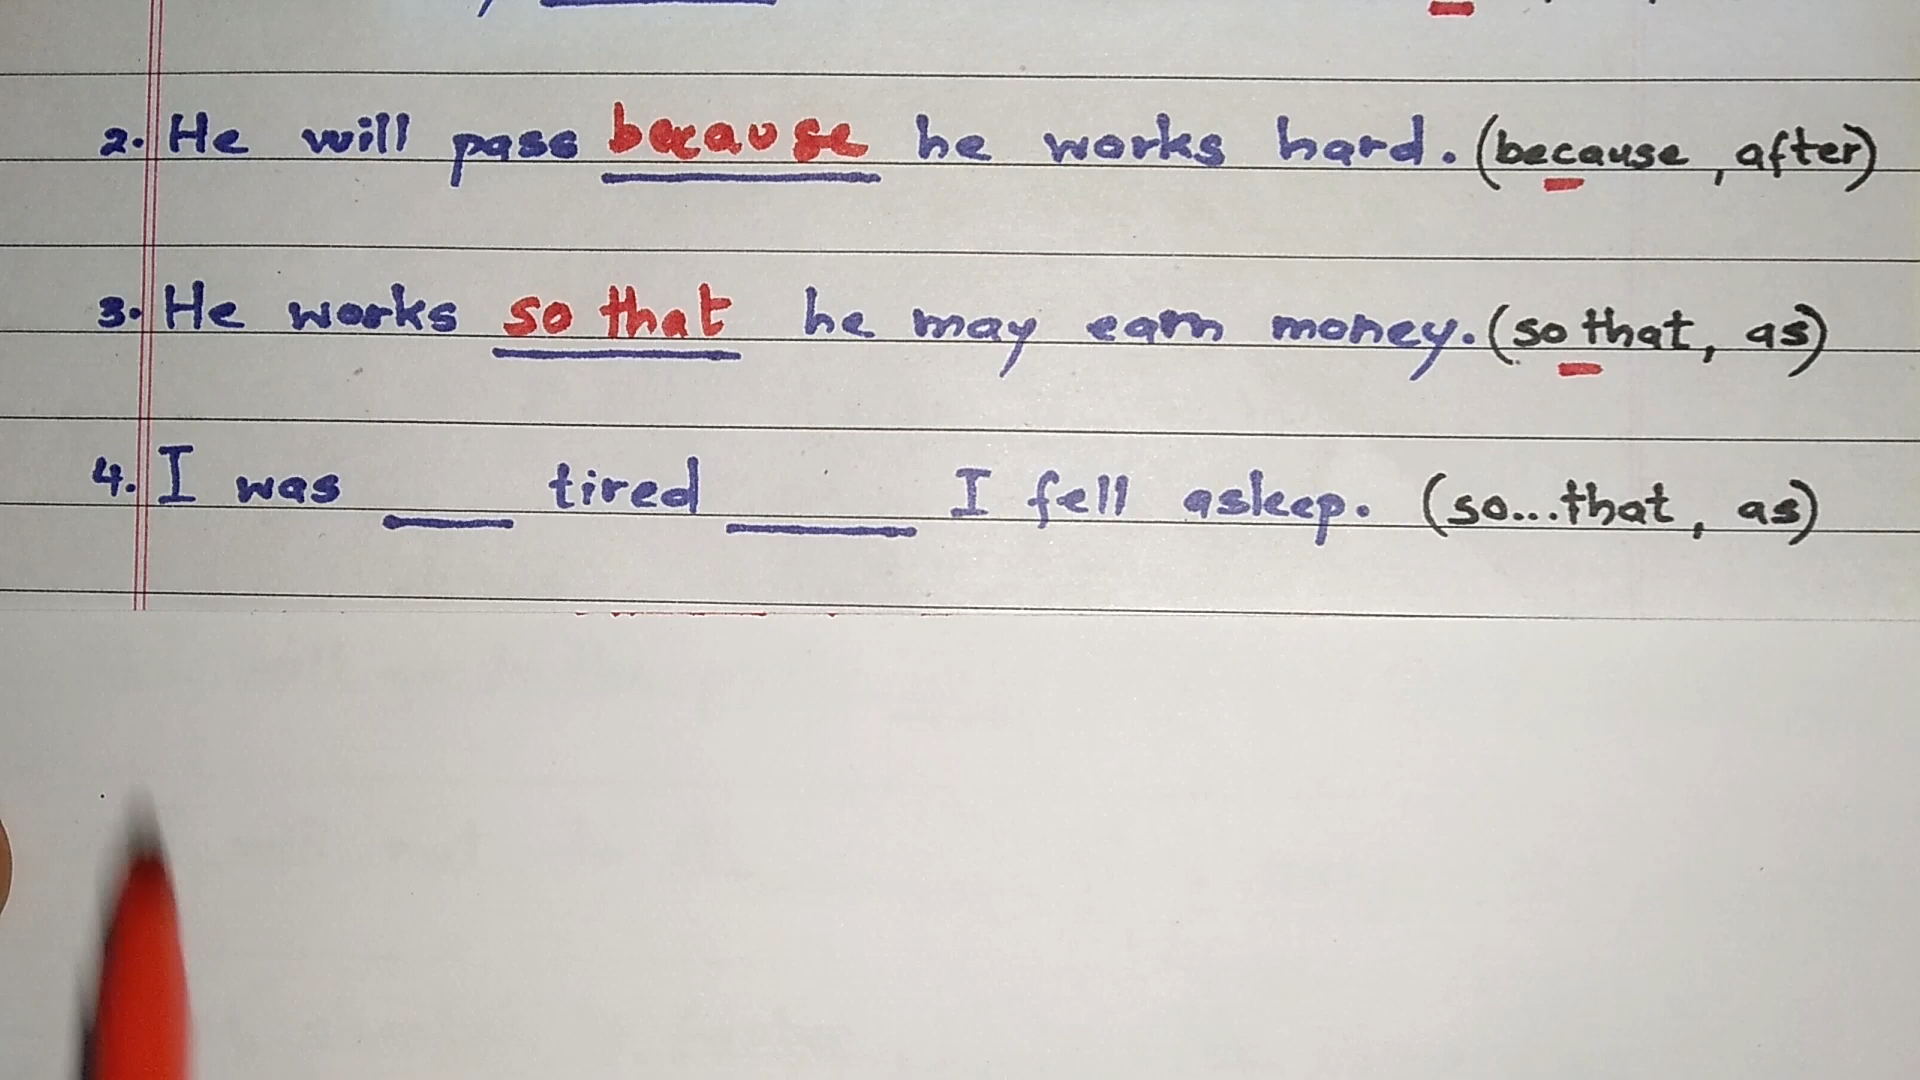 2. He will pass because he works hard. (because, after)
3. He works so that he may earn money. (so that, as)
4. I was ___ tired ___ I fell asleep. (so...that, as)